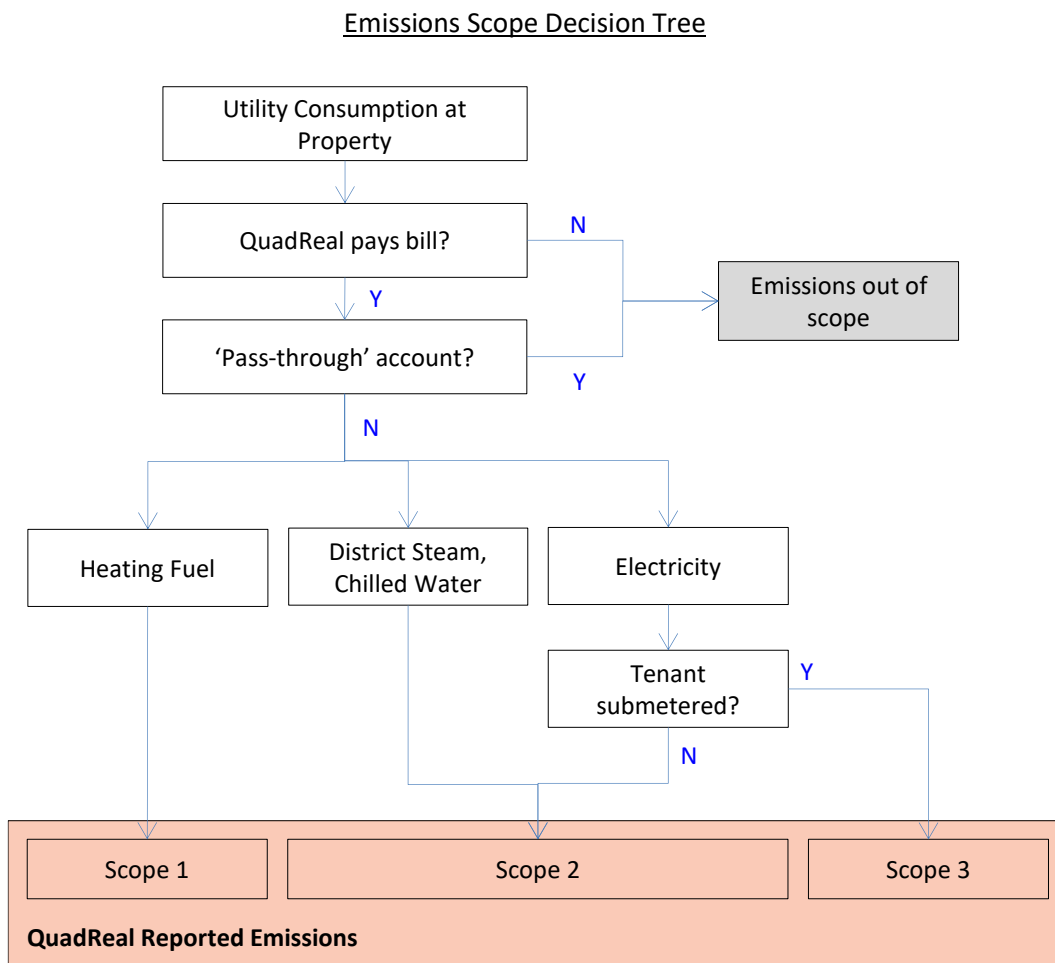 Emissions Scope Decision Tree
Utility Consumption at
Property
QuadReal pays bill?
N
Y
Emissions out of
scope
‘Pass-through’ account?
Y
N
Heating Fuel
District Steam,
Chilled Water
Electricity
Tenant
submetered?
Y
N
Scope 1
Scope 2
Scope 3
QuadReal Reported Emissions